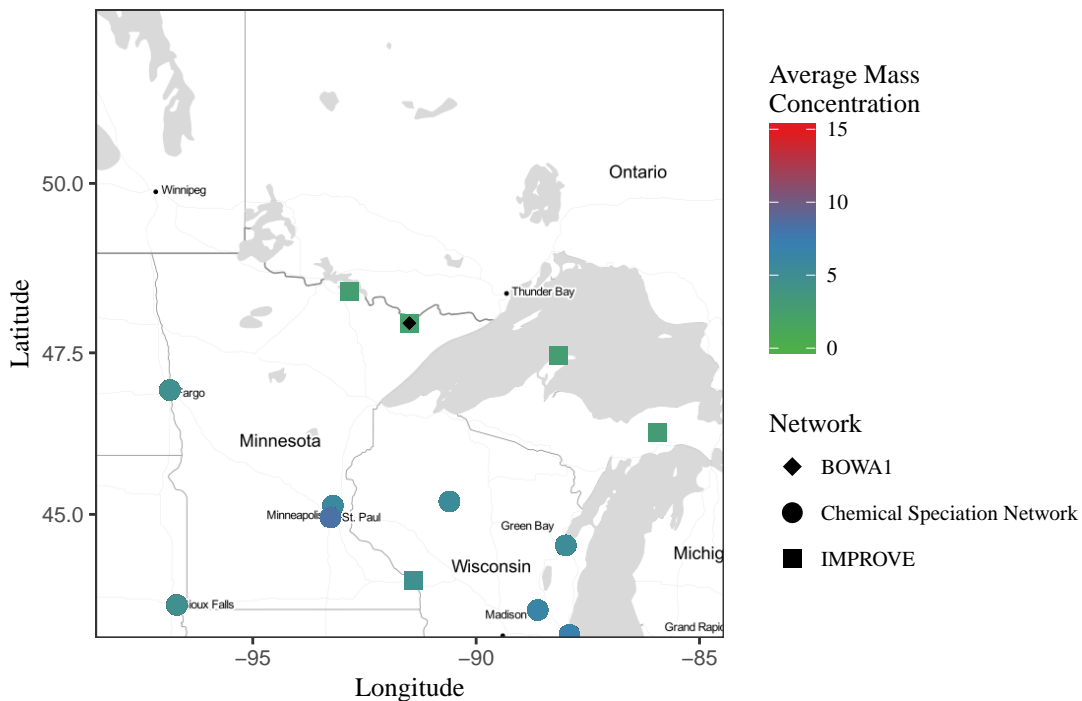 Average Mass
Concentration
15
10
5
0
Ontario
50.0
Winnipeg
Thunder Bay
Latitude
47.5
argo
Minnesota
45.0
Minneapolis
St. Paul
Green Bay
Michig
Wisconsin
ioux Falls
Madison
Grand Rapid
−95
−90
−85
Longitude
Network
BOWA1
Chemical Speciation Network
IMPROVE